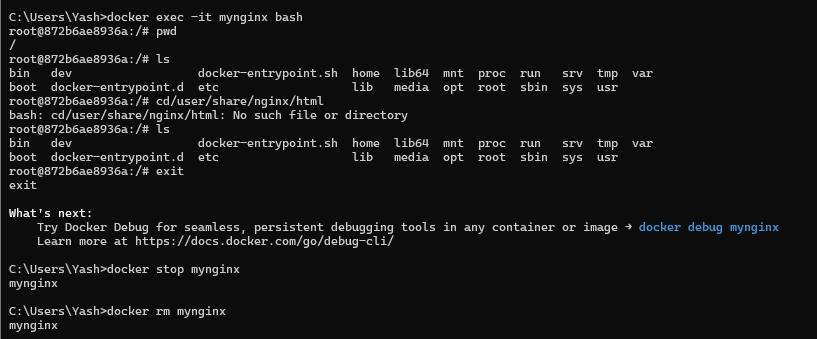 C:\Users\Yash>docker exec -it mynginx bash
root@872b6ae8936a:/# pwd
/
root@872b6ae8936a:/# ls
bin   dev                  docker-entrypoint.sh  home  lib64  mnt  proc  run   srv  tmp  var
boot  docker-entrypoint.d  etc                   lib   media  opt  root  sbin  sys  usr
root@872b6ae8936a:/# cd/user/share/nginx/html
bash: cd/user/share/nginx/html: No such file or directory
root@872b6ae8936a:/# ls
bin   dev                  docker-entrypoint.sh  home  lib64  mnt  proc  run   srv  tmp  var
boot  docker-entrypoint.d  etc                   lib   media  opt  root  sbin  sys  usr
root@872b6ae8936a:/# exit
exit
What's next:
    Try Docker Debug for seamless, persistent debugging tools in any container or image → docker debug mynginx
    Learn more at https://docs.docker.com/go/debug-cli/
C:\Users\Yash>docker stop mynginx
mynginx
C:\Users\Yash>docker rm mynginx
mynginx